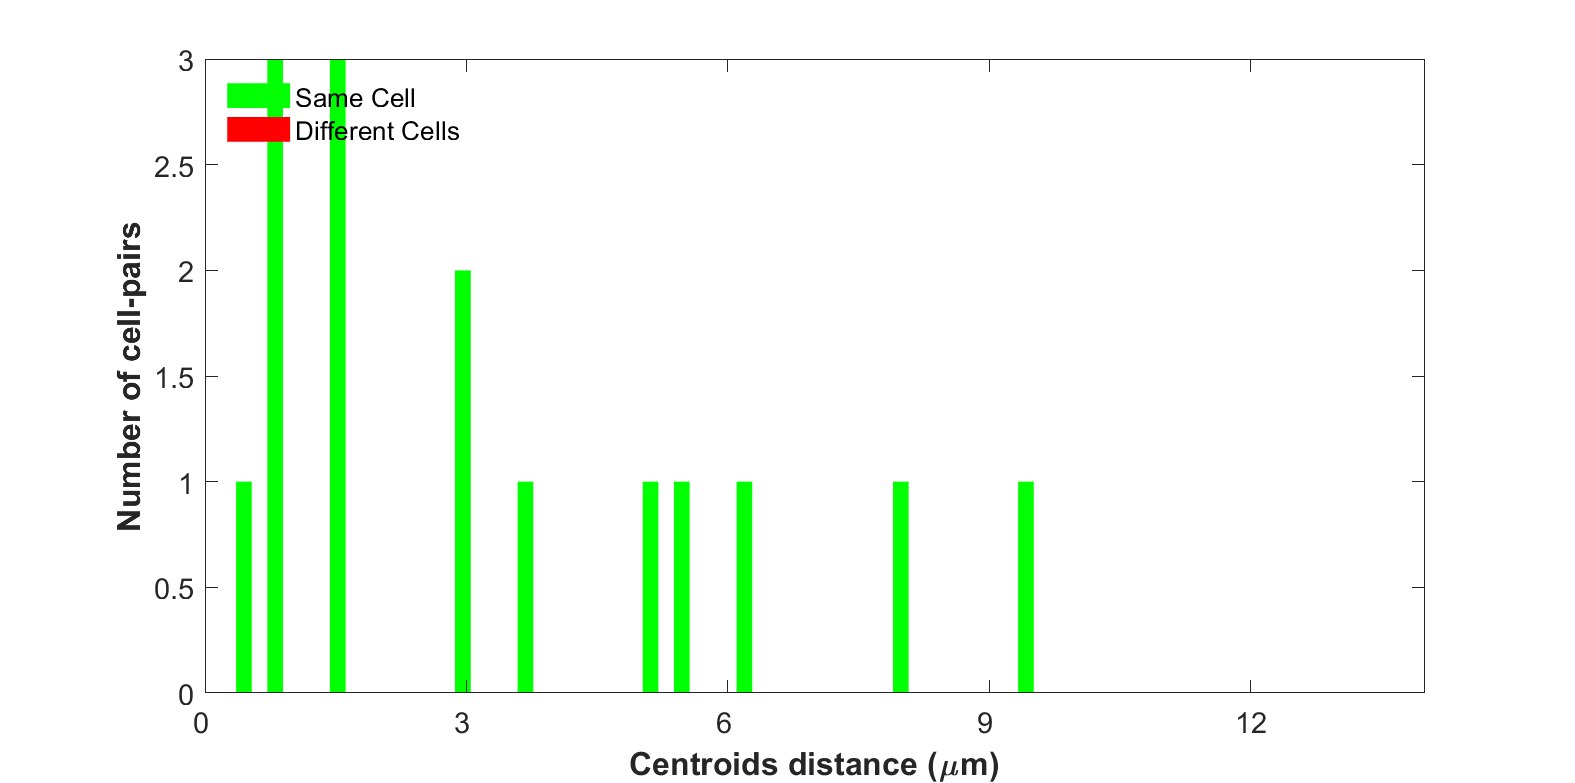 3
2.5
2
1.5
1
0.5
0
Number of cell-pairs
Same Cell
Different Cells
0 3 6 9 12
Centroids distance (μm)